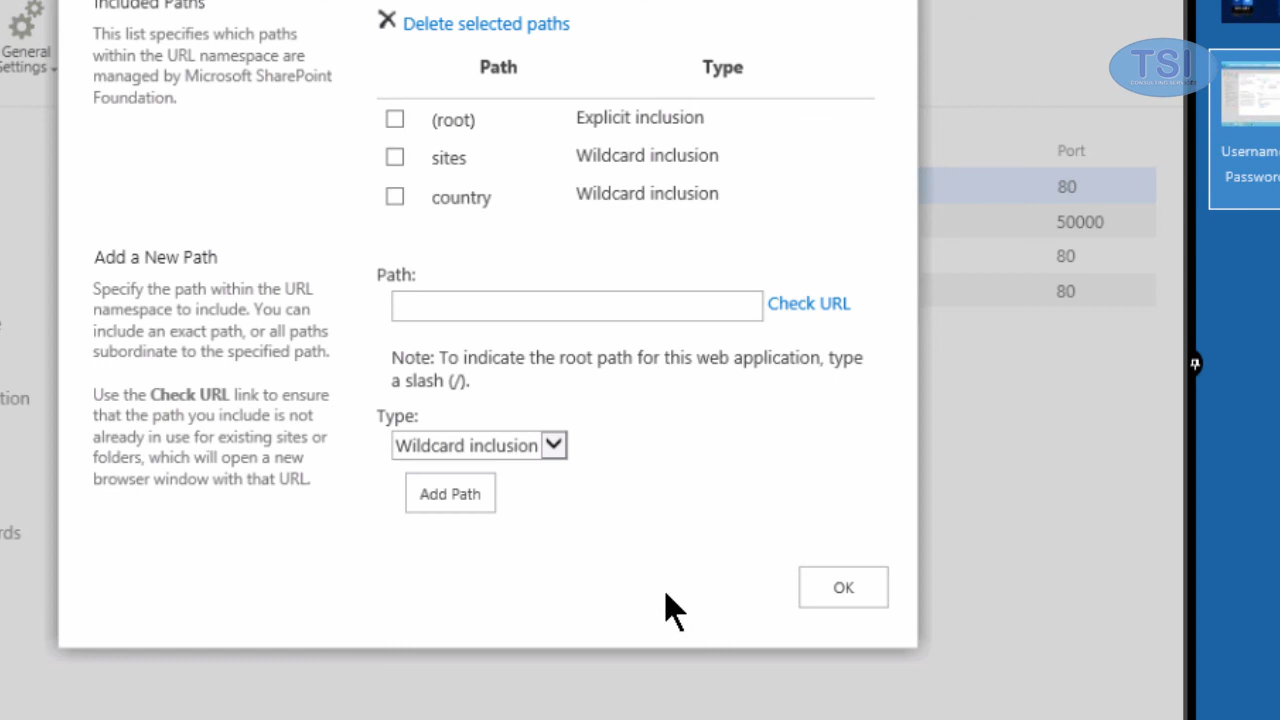 Included Paths
This list specifies which paths
within the URL namespace are
managed by Microsoft SharePoint
Foundation.
Delete selected paths
Path Type
(root) Explicit inclusion
sites Wildcard inclusion
country Wildcard inclusion
Add a New Path
Specify the path within the URL
namespace to include. You can
include an exact path, or all paths
subordinate to the specified path.
Use the Check URL link to ensure
that the path you include is not
already in use for existing sites or
folders, which will open a new
browser window with that URL.
Path:
Check URL
Note: To indicate the root path for this web application, type
a slash (/).
Type:
Wildcard inclusion
Add Path
OK
General
Settings
tion
rds
Port
80
50000
80
80
TSI
CONSULTING SERVICES
Usernam
Passwor